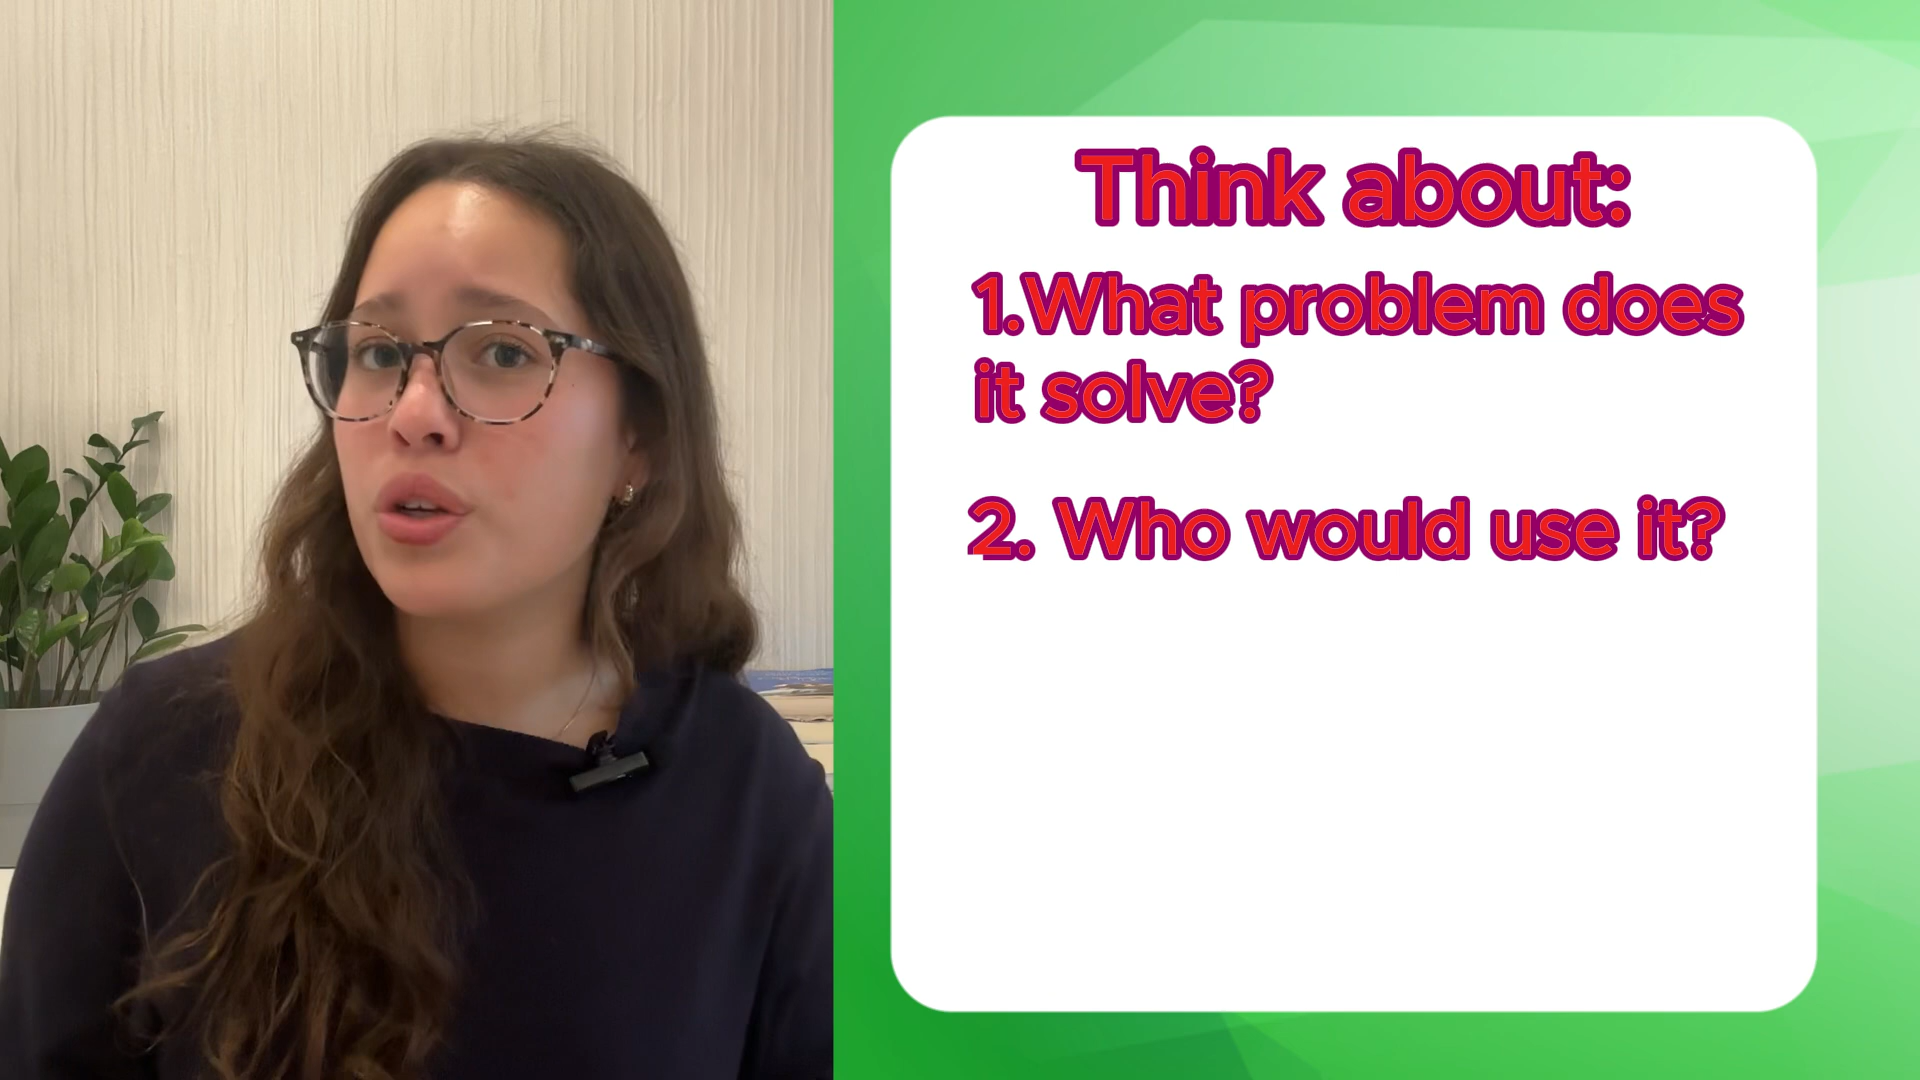 Think about:
1.What problem does
it solve?
2. Who would use it?